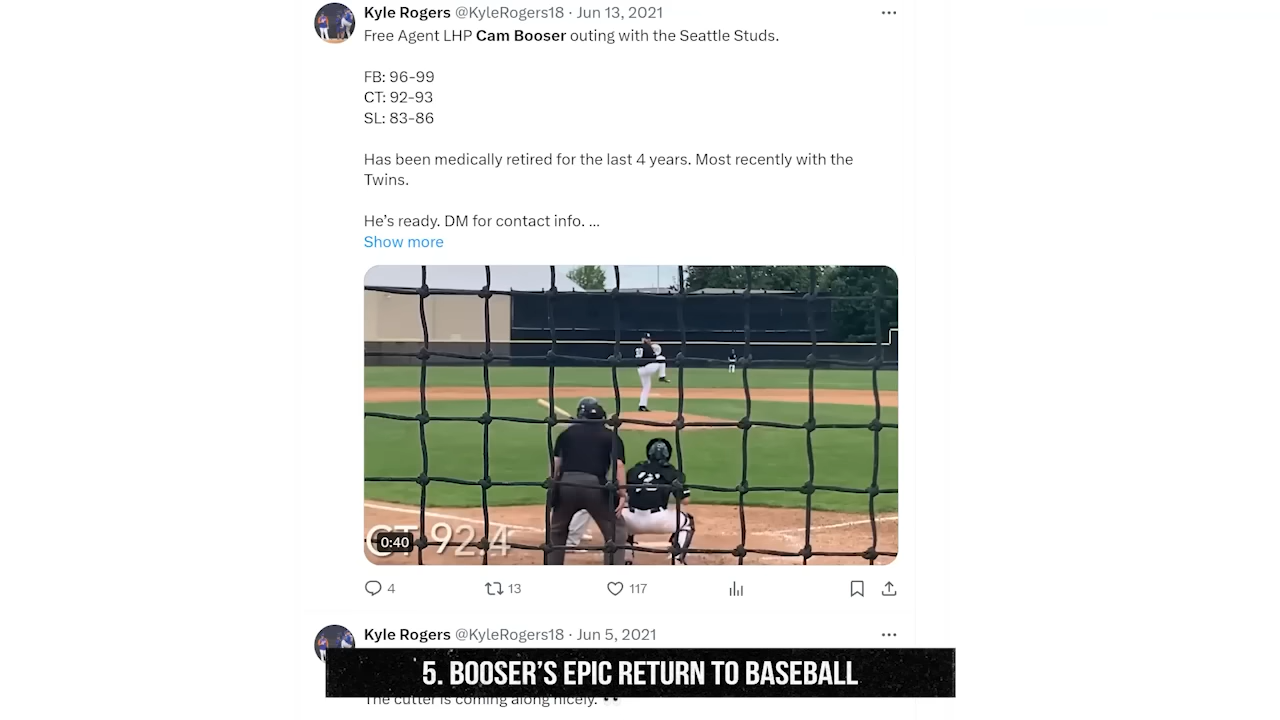 Kyle Rogers @KyleRogers18 · Jun 13, 2021
Free Agent LHP Cam Booser outing with the Seattle Studs.
FB: 96-99
CT: 92-93
SL: 83-86
Has been medically retired for the last 4 years. Most recently with the
Twins.
He's ready. DM for contact info. ...
Show more
CT 92.4
0:40
4
13
117
Kyle Rogers @KyleRogers18 · Jun 5, 2021
5. BOOSER'S EPIC RETURN TO BASEBALL
The cutter is coming along nicely. 👀